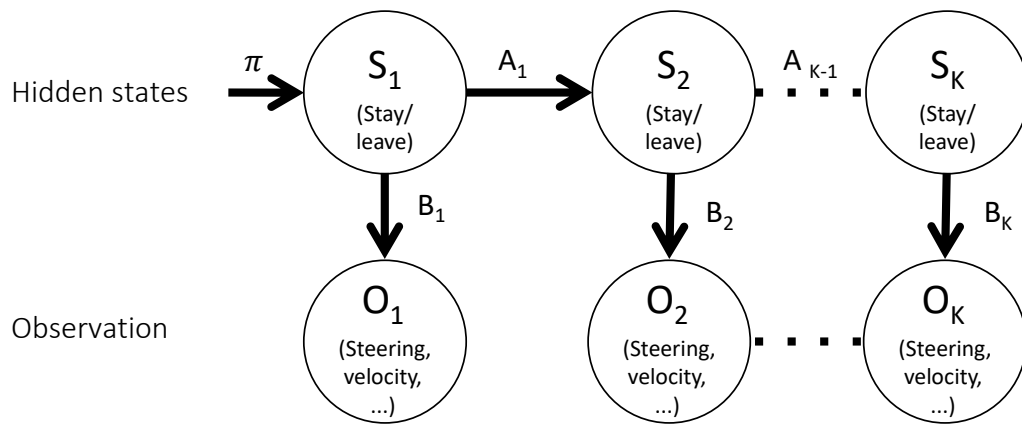 Hidden states
π
S1
(Stay/
leave)
A1
S2
(Stay/
leave)
A K-1
SK
(Stay/
leave)
B1
B2
BK
Observation
O1
(Steering,
velocity,
...)
O2
(Steering,
velocity,
...)
OK
(Steering,
velocity,
...)